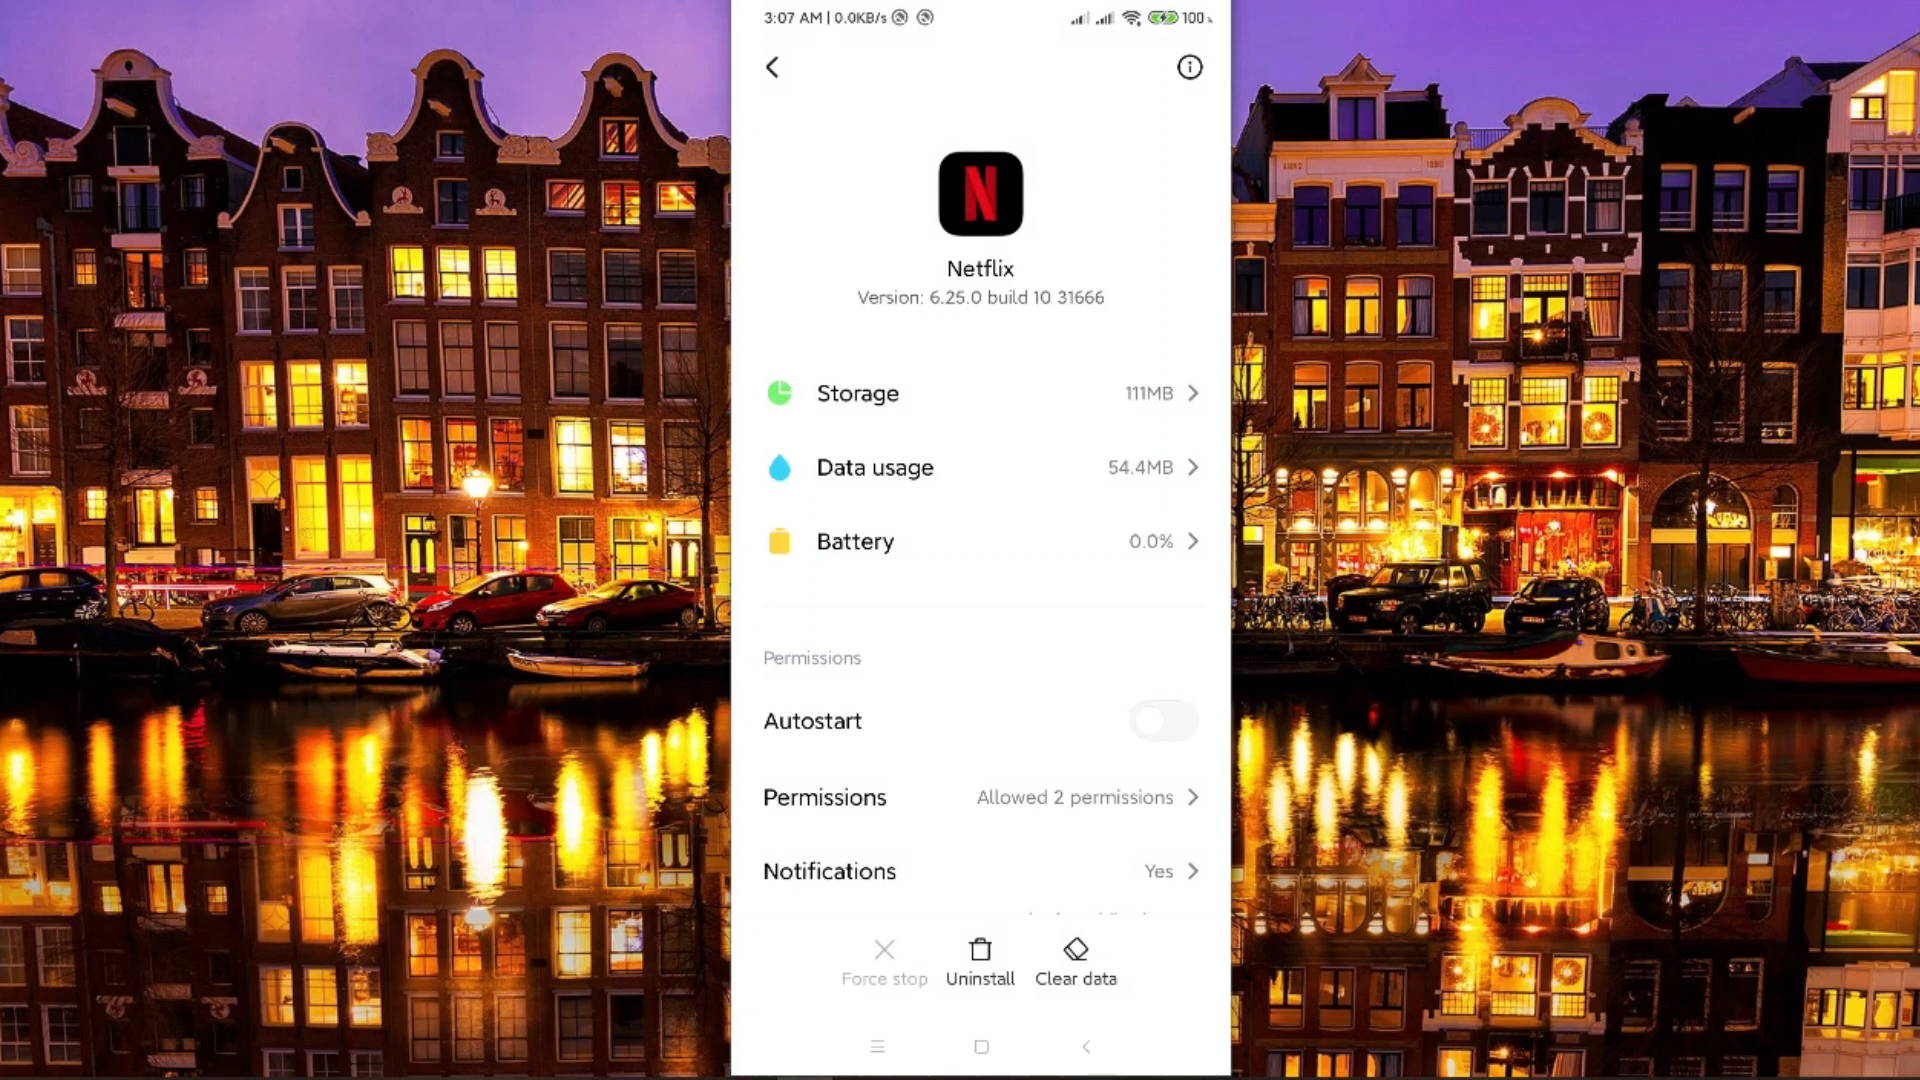 3:07 AM | 0.0KB/s
100
N
Netflix
Version: 6.25.0 build 10 31666
Storage 111MB
Data usage 54.4MB
Battery 0.0%
Permissions
Autostart
Permissions Allowed 2 permissions
Notifications Yes
Force stop Uninstall Clear data